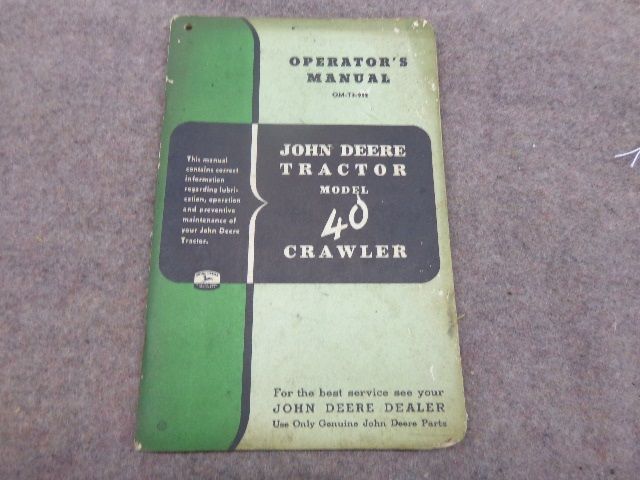 OPERATOR'S
MANUAL
This manual
contains correct
information
regarding lubri-
cation, operation
and preventive
maintenance of
your John Deere
Tractor.
JOHN DEERE
TRACTOR
MODEL
40
CRAWLER
For the best service see your
JOHN DEERE DEALER
Use Only Genuine John Deere Parts